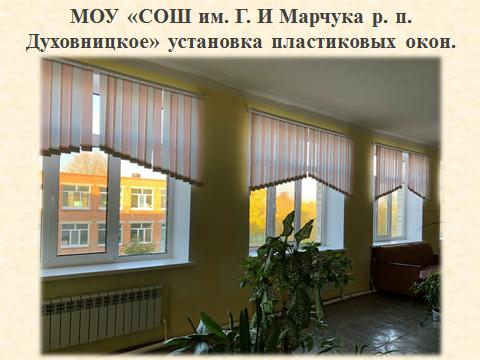 МОУ «СОШ им. Г. И Марчука р. п.
Духовницкое» установка пластиковых окон.